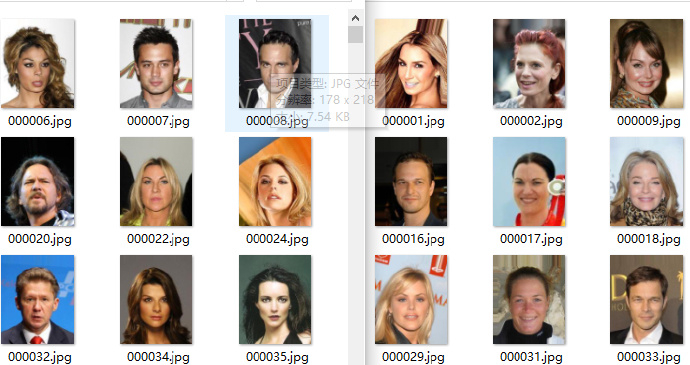 000006.jpg
000007.jpg
000008.jpg
项目类型: JPG 文件
分辨率: 178 x 218
大小: 7.54 KB
000001.jpg
000002.jpg
000009.jpg
000020.jpg
000022.jpg
000024.jpg
000016.jpg
000017.jpg
000018.jpg
000032.jpg
000034.jpg
000035.jpg
000029.jpg
000031.jpg
000033.jpg